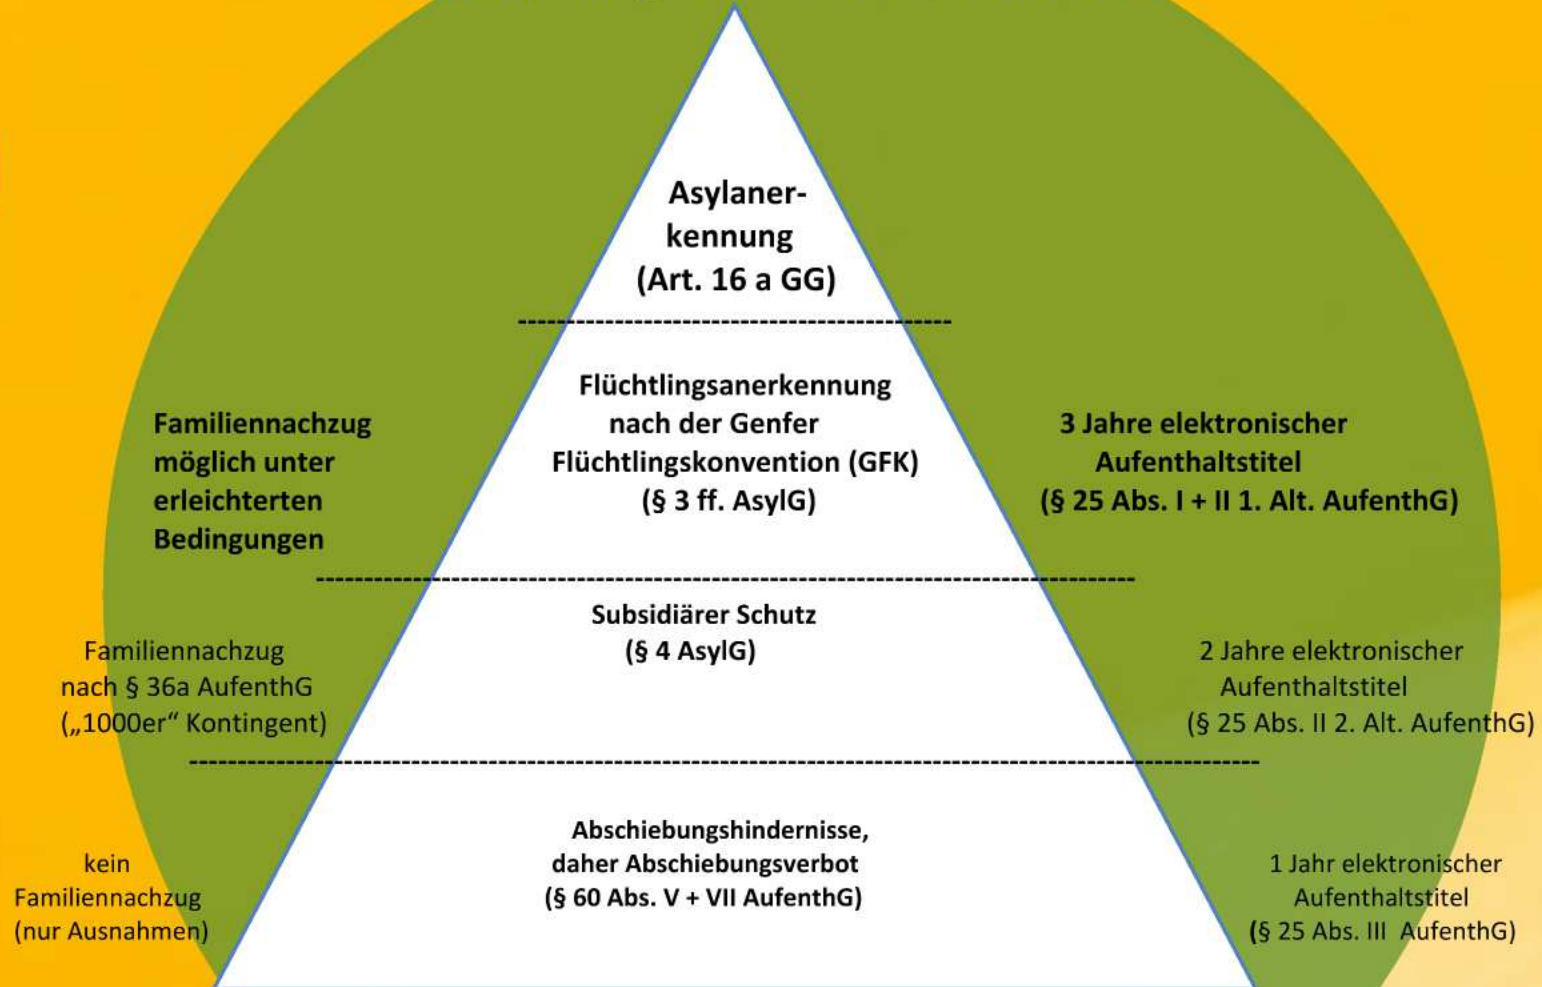 Asylaner-
kennung
(Art. 16 a GG)
Flüchtlingsanerkennung
nach der Genfer
Flüchtlingskonvention (GFK)
(§ 3 ff. AsylG)
Familiennachzug
möglich unter
erleichterten
Bedingungen
3 Jahre elektronischer
Aufenthaltstitel
(§ 25 Abs. I + II 1. Alt. AufenthG)
Subsidiärer Schutz
(§ 4 AsylG)
Familiennachzug
nach § 36a AufenthG
(„1000er“ Kontingent)
2 Jahre elektronischer
Aufenthaltstitel
(§ 25 Abs. II 2. Alt. AufenthG)
Abschiebungshindernisse,
daher Abschiebungsverbot
(§ 60 Abs. V + VII AufenthG)
kein
Familiennachzug
(nur Ausnahmen)
1 Jahr elektronischer
Aufenthaltstitel
(§ 25 Abs. III  AufenthG)